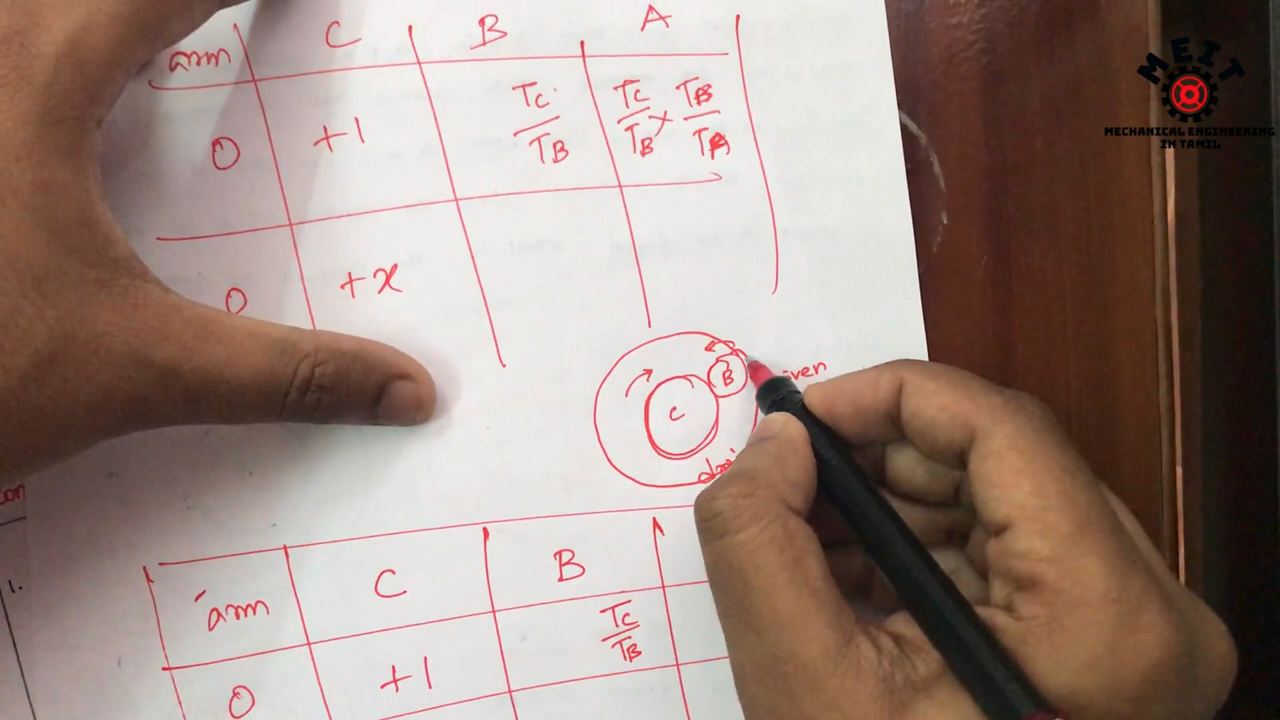 arm C B A
0 +1 TC/TB TC/TB × TB/TA
0 +x
C B
arm C B
0 +1 TC/TB
1.
MEIT
MECHANICAL ENGINEERING
IN TAMIL